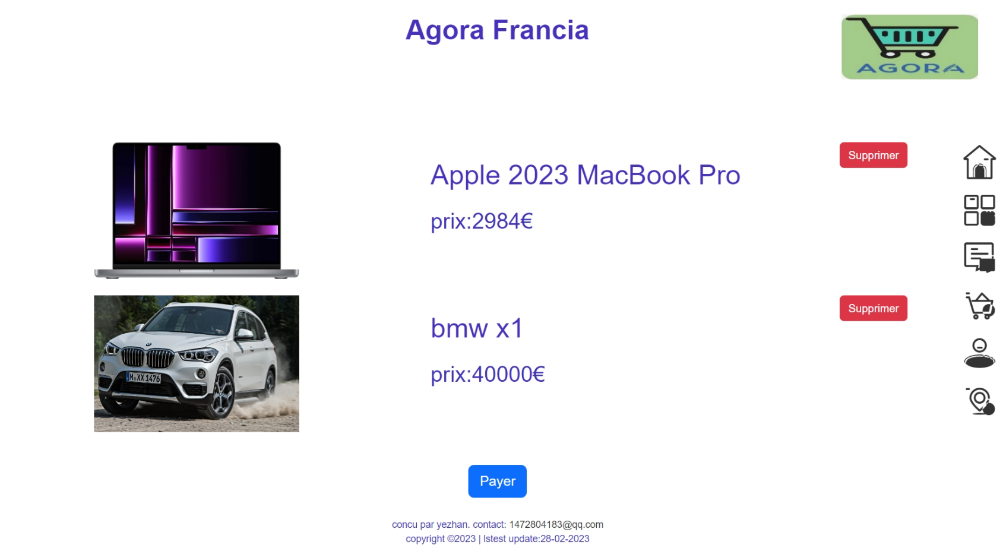 Agora Francia
AGORA
Apple 2023 MacBook Pro
Supprimer
prix:2984€
bmw x1
Supprimer
prix:40000€
M XX 1476
Payer
concu par yezhan. contact: 1472804183@qq.com
copyright ©2023 | lstest update:28-02-2023